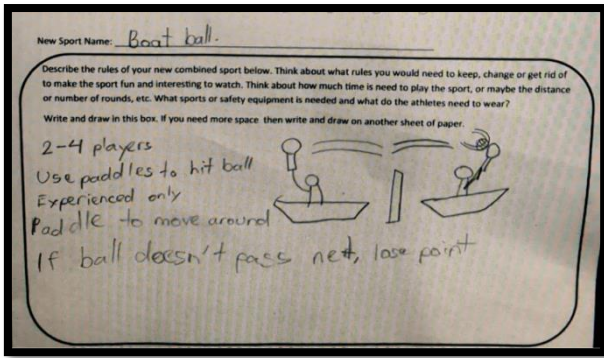 New Sport Name: Boat ball.
Describe the rules of your new combined sport below. Think about what rules you would need to keep, change or get rid of
to make the sport fun and interesting to watch. Think about how much time is need to play the sport, or maybe the distance
or number of rounds, etc. What sports or safety equipment is needed and what do the athletes need to wear?
Write and draw in this box. If you need more space then write and draw on another sheet of paper.
2-4 players
Use paddles to hit ball
Experienced only
Paddle to move around
If ball doesn't pass net, lose point